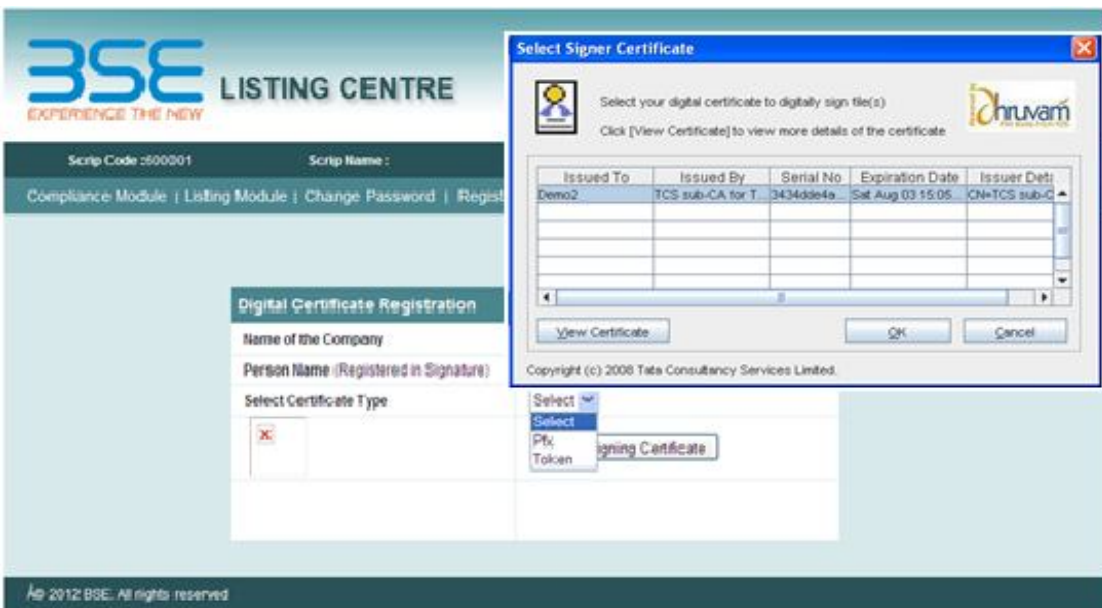 BSE
EXPERIENCE THE NEW
LISTING CENTRE
Scrip Code :500001
Scrip Name :
Compliance Module | Listing Module | Change Password | Regist
Select Signer Certificate
Select your digital certificate to digitally sign file(s)
Click [View Certificate] to view more details of the certificate
Dhruvam
Issued To Issued By Serial No Expiration Date Issuer Deta
Demo2 TCS sub-CA for T... 3434dde4a... Sat Aug 03 15:05... CN=TCS sub-C
View Certificate OK Cancel
Copyright (c) 2008 Tata Consultancy Services Limited.
Digital Certificate Registration
Name of the Company
Person Name (Registered in Signature)
Select Certificate Type
Select
Select
Pfx
Token
igning Certificate
Â© 2012 BSE. All rights reserved